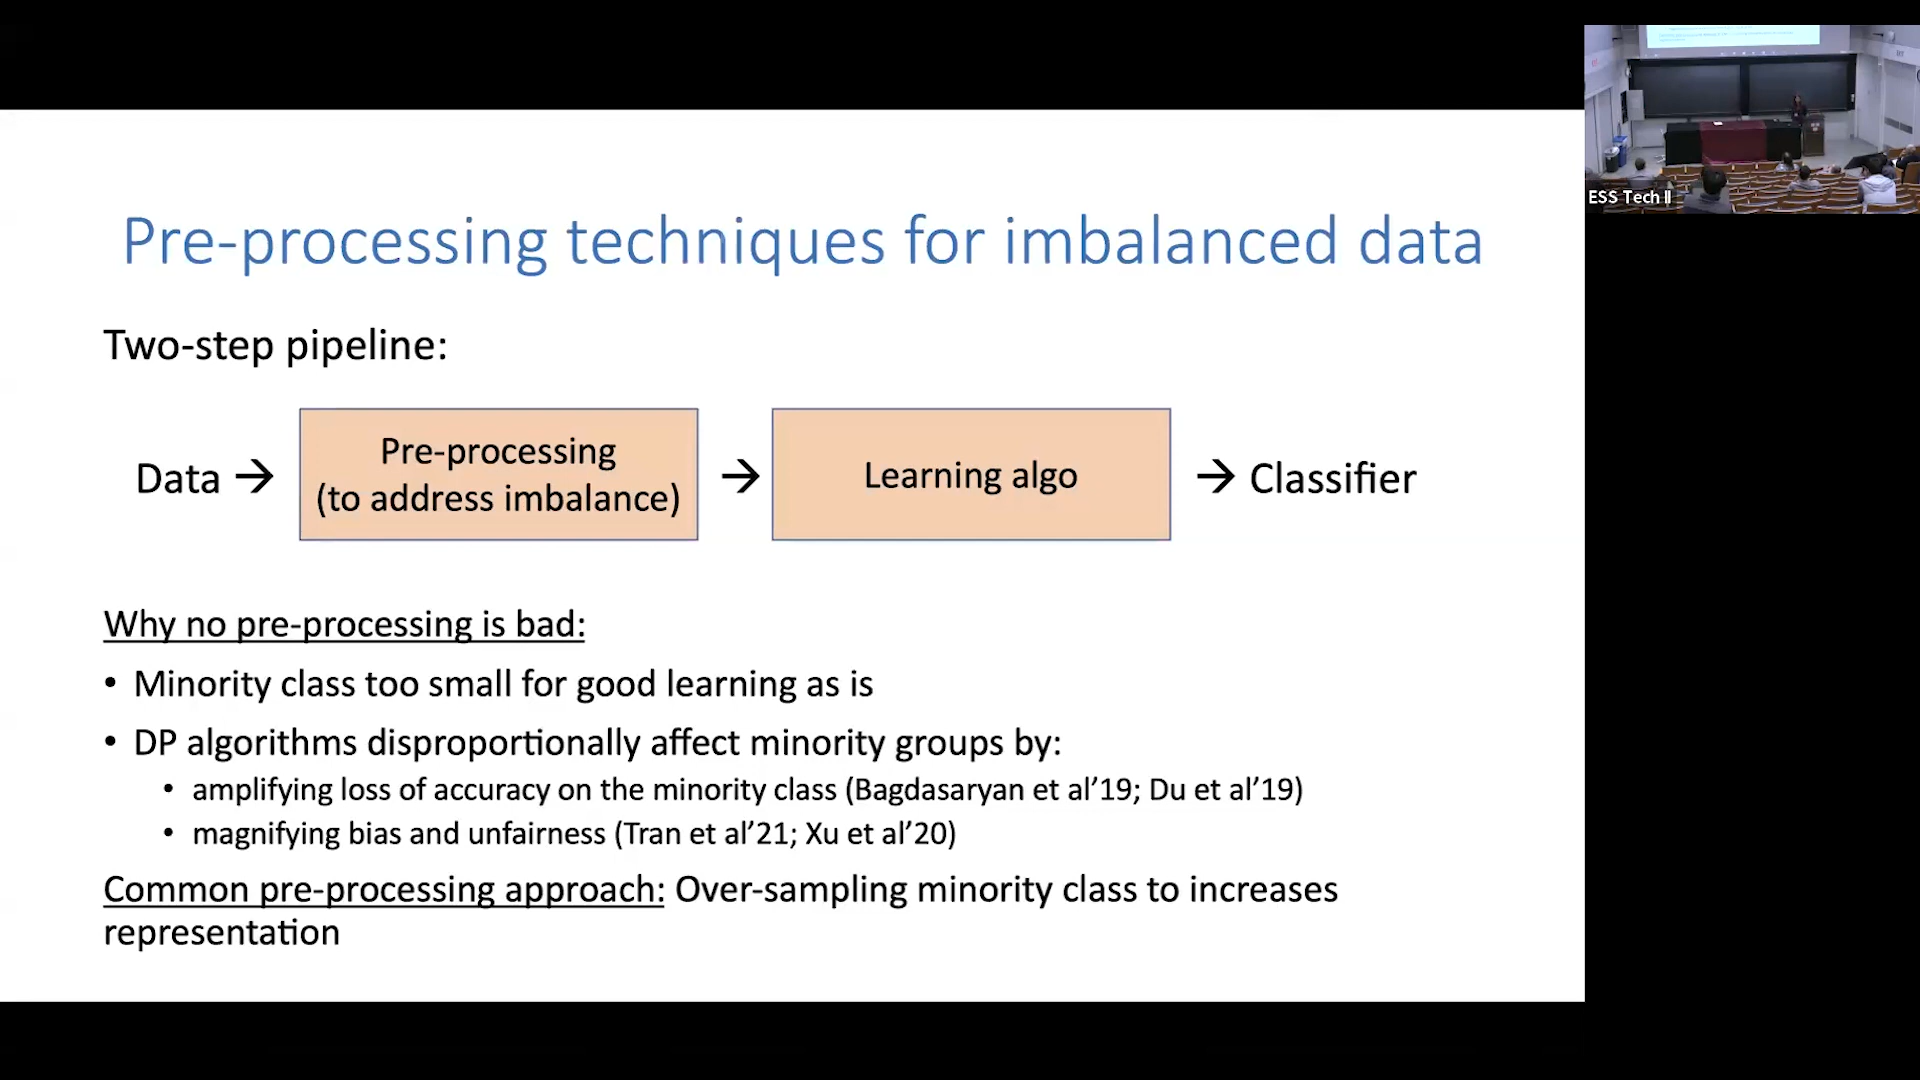 Pre-processing techniques for imbalanced data
Two-step pipeline:
Data →
Pre-processing
(to address imbalance)
→
Learning algo
→ Classifier
Why no pre-processing is bad:
• Minority class too small for good learning as is
• DP algorithms disproportionally affect minority groups by:
• amplifying loss of accuracy on the minority class (Bagdasaryan et al’19; Du et al’19)
• magnifying bias and unfairness (Tran et al’21; Xu et al’20)
Common pre-processing approach: Over-sampling minority class to increases
representation
ESS Tech II